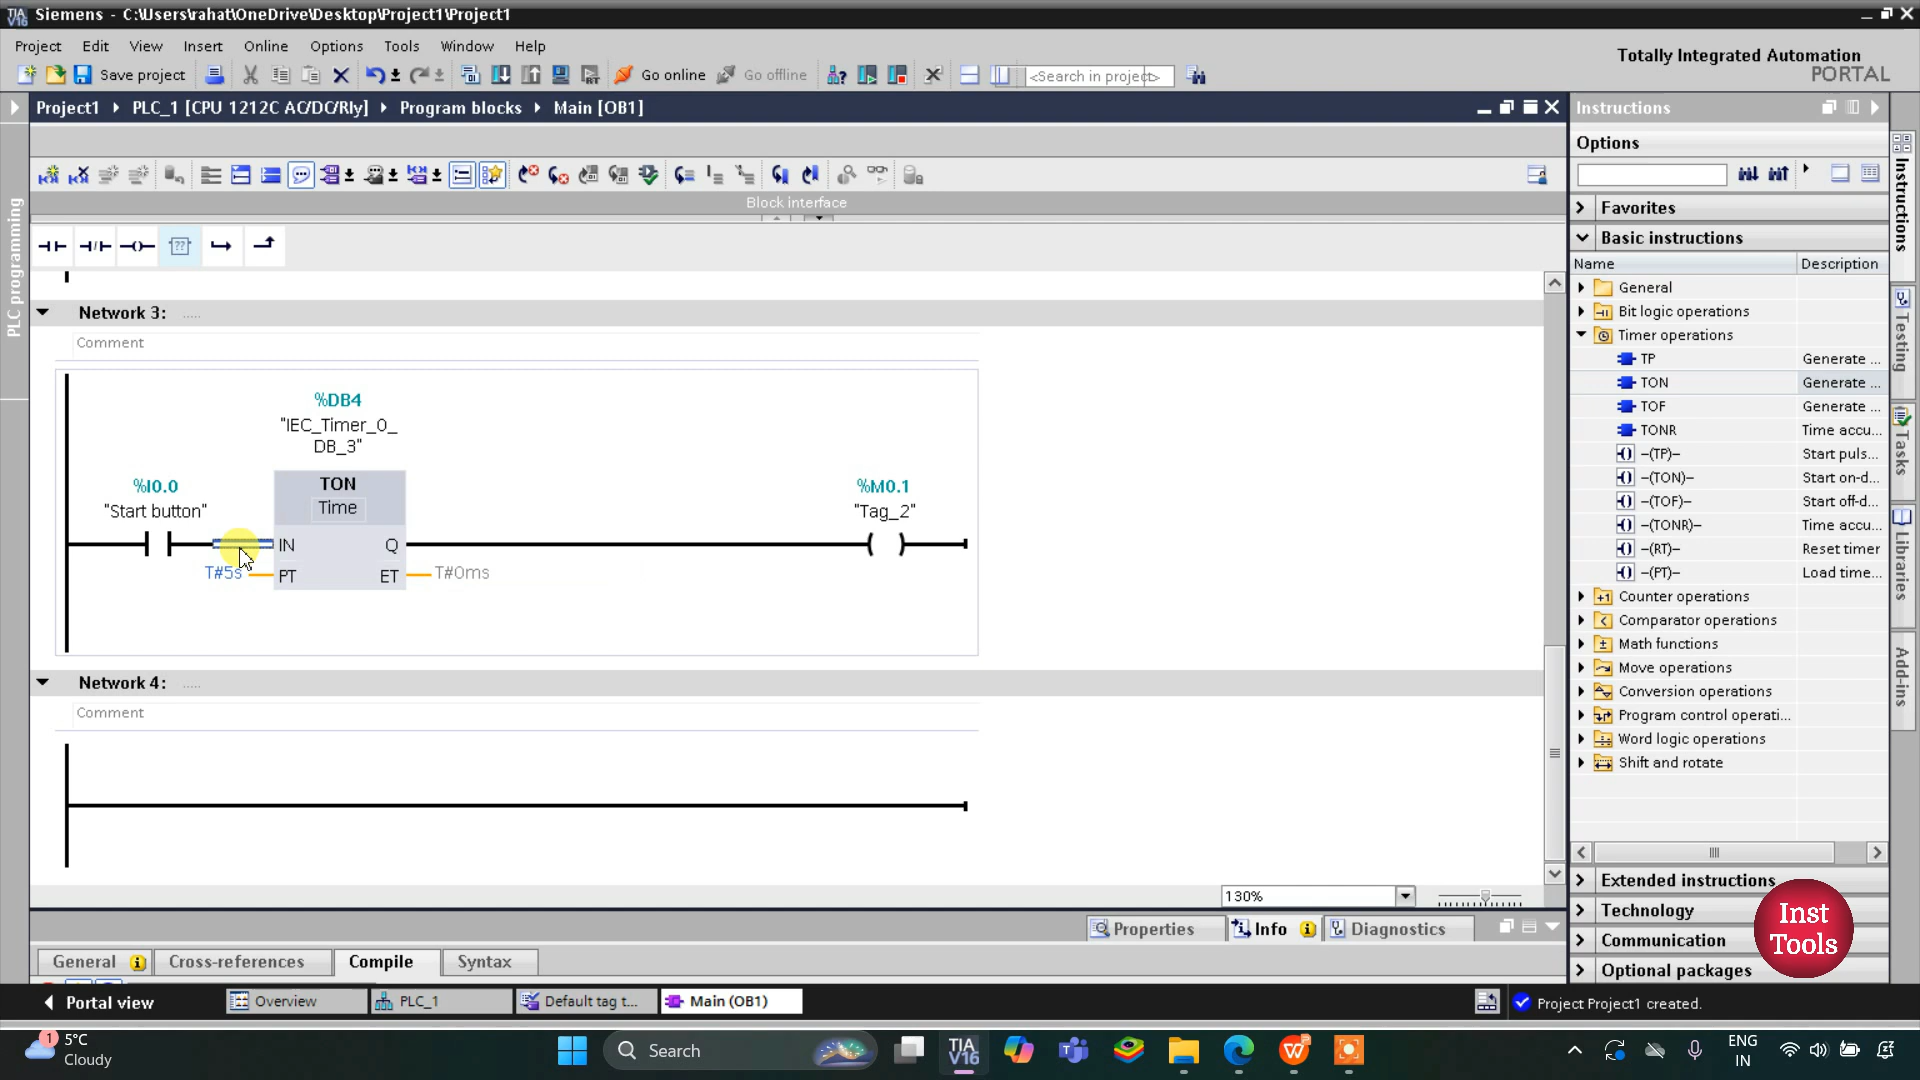 Siemens - C:\Users\rahat\OneDrive\Desktop\Project1\Project1
Project Edit View Insert Online Options Tools Window Help
Totally Integrated Automation
PORTAL
Save project
Go online
Go offline
<Search in project>
Project1 PLC_1 [CPU 1212C AC/DC/Rly] Program blocks Main [OB1]
Instructions
Options
Block interface
Favorites
Basic instructions
Name Description
General
Bit logic operations
Timer operations
TP Generate ...
TON Generate ...
TOF Generate ...
TONR Time accu...
–(TP)– Start puls...
–(TON)– Start on-d...
–(TOF)– Start off-d...
–(TONR)– Time accu...
–(RT)– Reset timer
–(PT)– Load time...
Counter operations
Comparator operations
Math functions
Move operations
Conversion operations
Program control operati...
Word logic operations
Shift and rotate
Extended instructions
Technology
Communication
Optional packages
Inst
Tools
Instructions
Testing
Tasks
Libraries
Add-ins
PLC programming
??
Network 3: .....
Comment
%DB4
"IEC_Timer_0_
DB_3"
TON
Time
%I0.0
"Start button"
%M0.1
"Tag_2"
IN Q
T#5s PT ET T#0ms
Network 4: .....
Comment
130%
Properties Info Diagnostics
General Cross-references Compile Syntax
Portal view Overview PLC_1 Default tag t... Main (OB1)
Project Project1 created.
1
5°C
Cloudy
Search
TIA
V16
ENG
IN